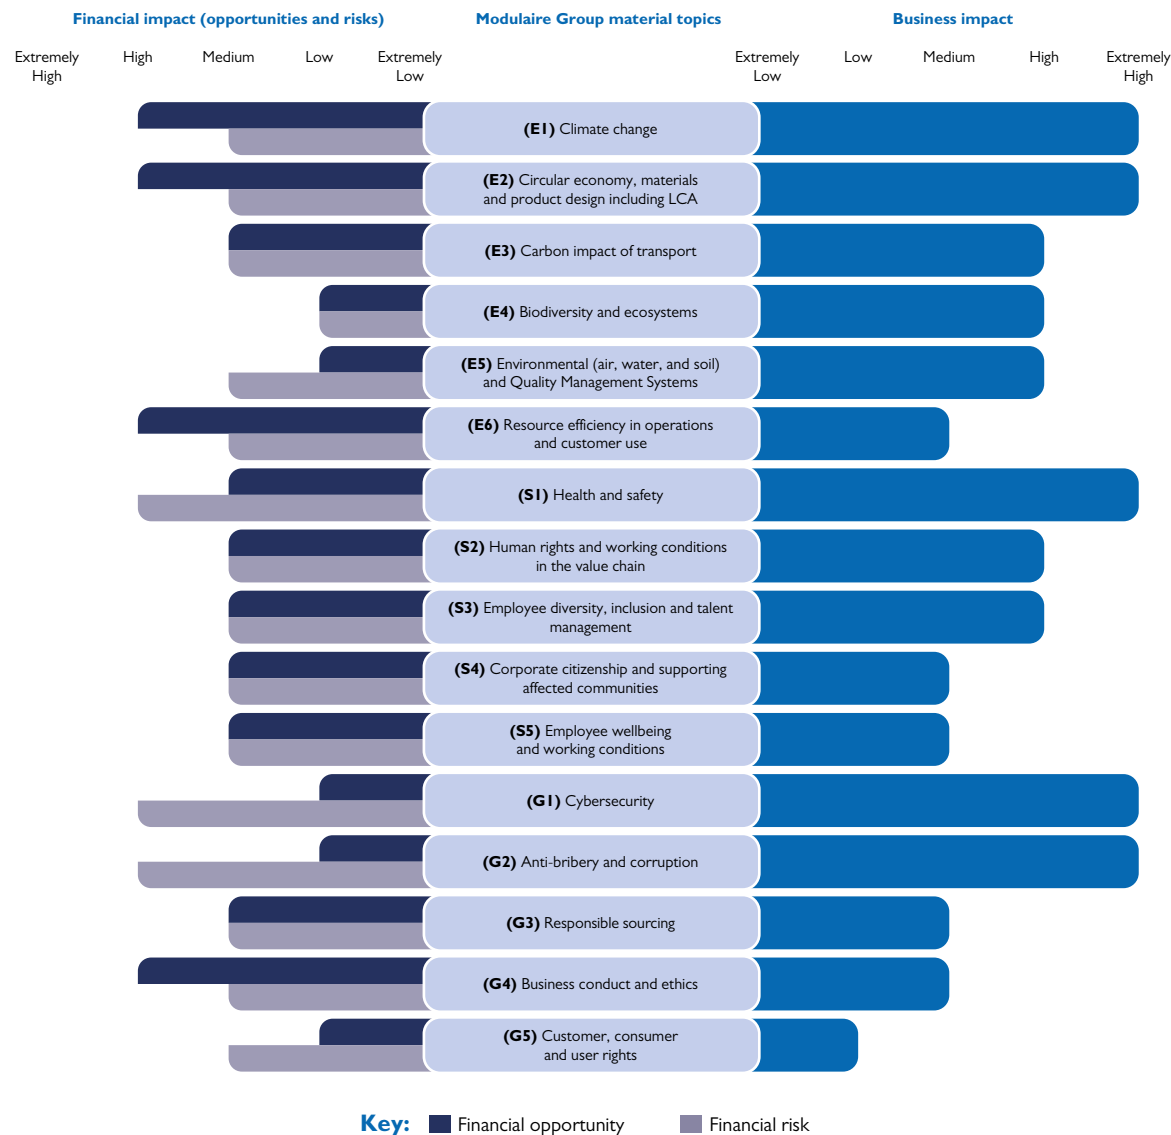 Financial impact (opportunities and risks) Modulaire Group material topics Business impact
Extremely High Medium Low Extremely Extremely Low Medium High Extremely
High Low Low High
(E1) Climate change
(E2) Circular economy, materials
and product design including LCA
(E3) Carbon impact of transport
(E4) Biodiversity and ecosystems
(E5) Environmental (air, water, and soil)
and Quality Management Systems
(E6) Resource efficiency in operations
and customer use
(S1) Health and safety
(S2) Human rights and working conditions
in the value chain
(S3) Employee diversity, inclusion and talent
management
(S4) Corporate citizenship and supporting
affected communities
(S5) Employee wellbeing
and working conditions
(G1) Cybersecurity
(G2) Anti-bribery and corruption
(G3) Responsible sourcing
(G4) Business conduct and ethics
(G5) Customer, consumer
and user rights
Key: Financial opportunity Financial risk